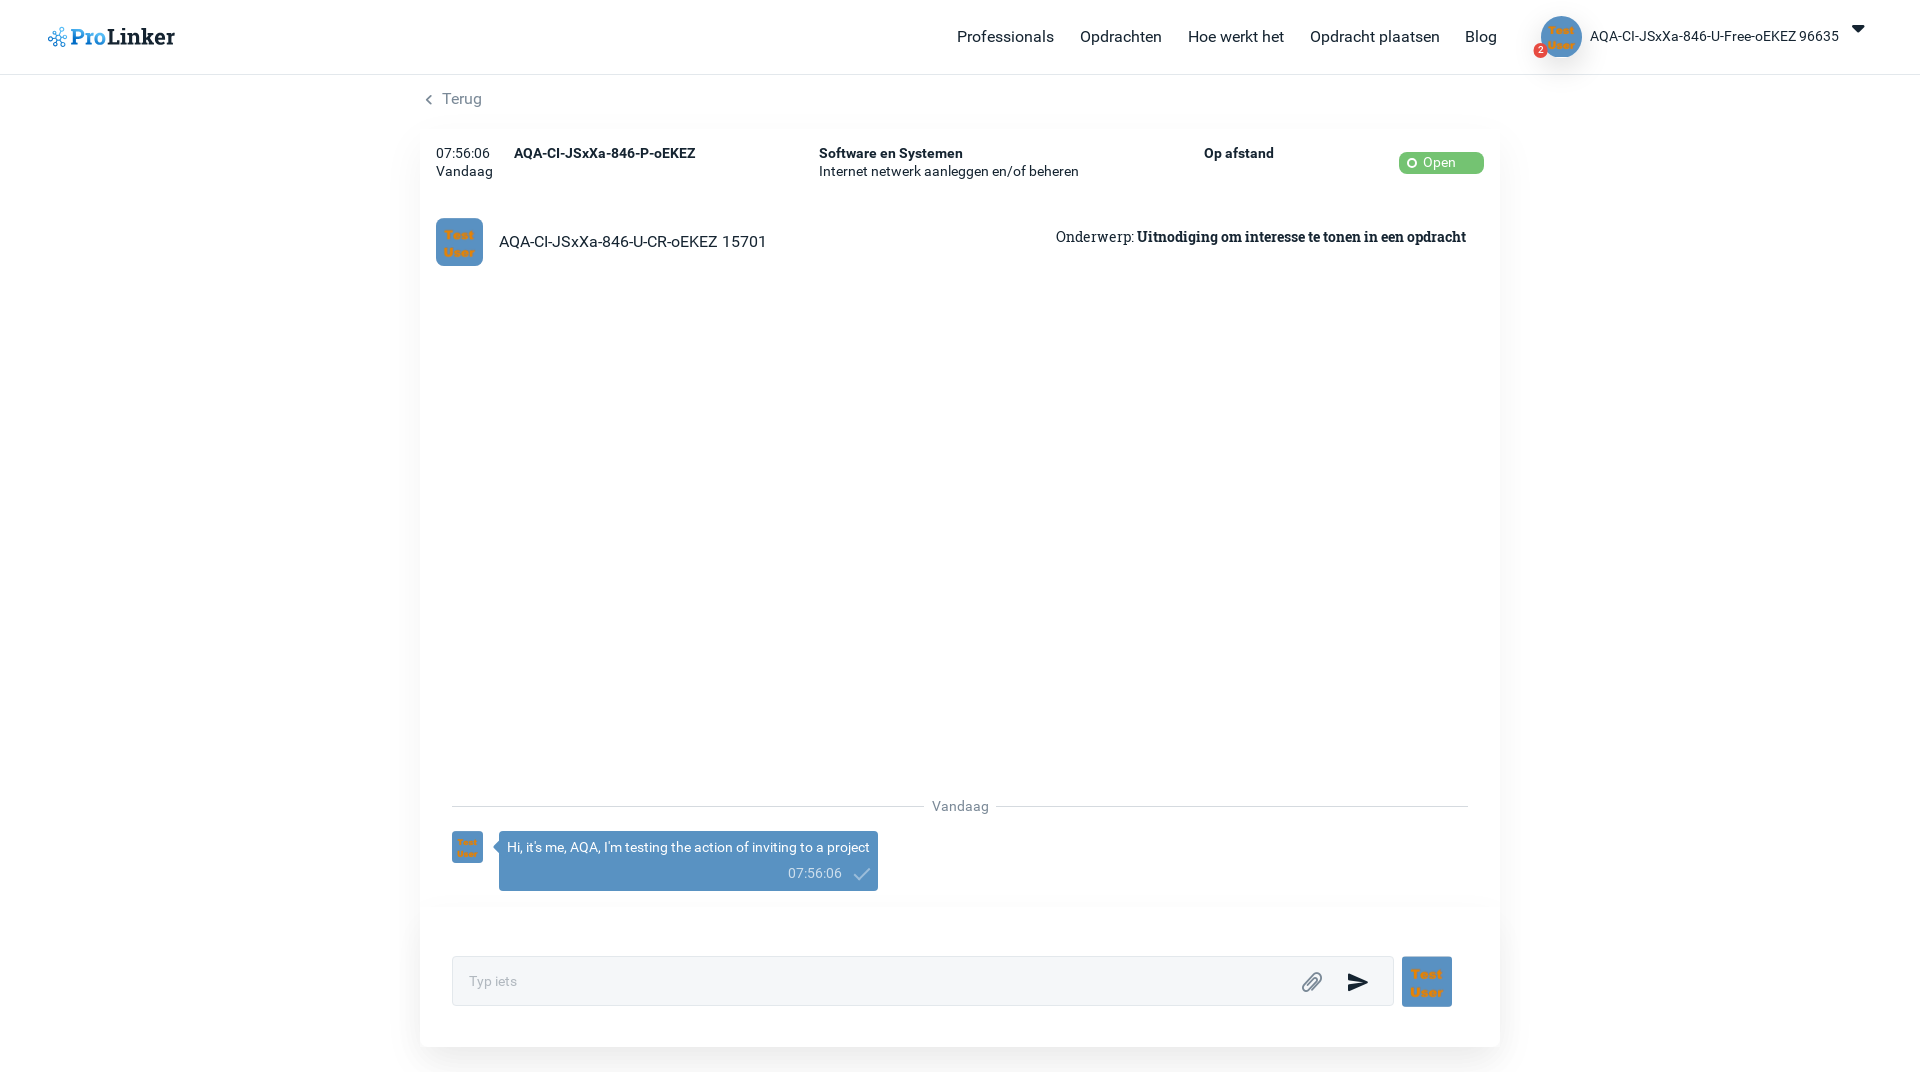 ProLinker
Professionals
Opdrachten
Hoe werkt het
Opdracht plaatsen
Blog
Test
User
2
AQA-CI-JSxXa-846-U-Free-oEKEZ 96635
Terug
07:56:06
Vandaag
AQA-CI-JSxXa-846-P-oEKEZ
Software en Systemen
Internet netwerk aanleggen en/of beheren
Op afstand
Open
Test
User
AQA-CI-JSxXa-846-U-CR-oEKEZ 15701
Onderwerp: Uitnodiging om interesse te tonen in een opdracht
Vandaag
Test
User
Hi, it's me, AQA, I'm testing the action of inviting to a project
07:56:06
Typ iets
Test
User